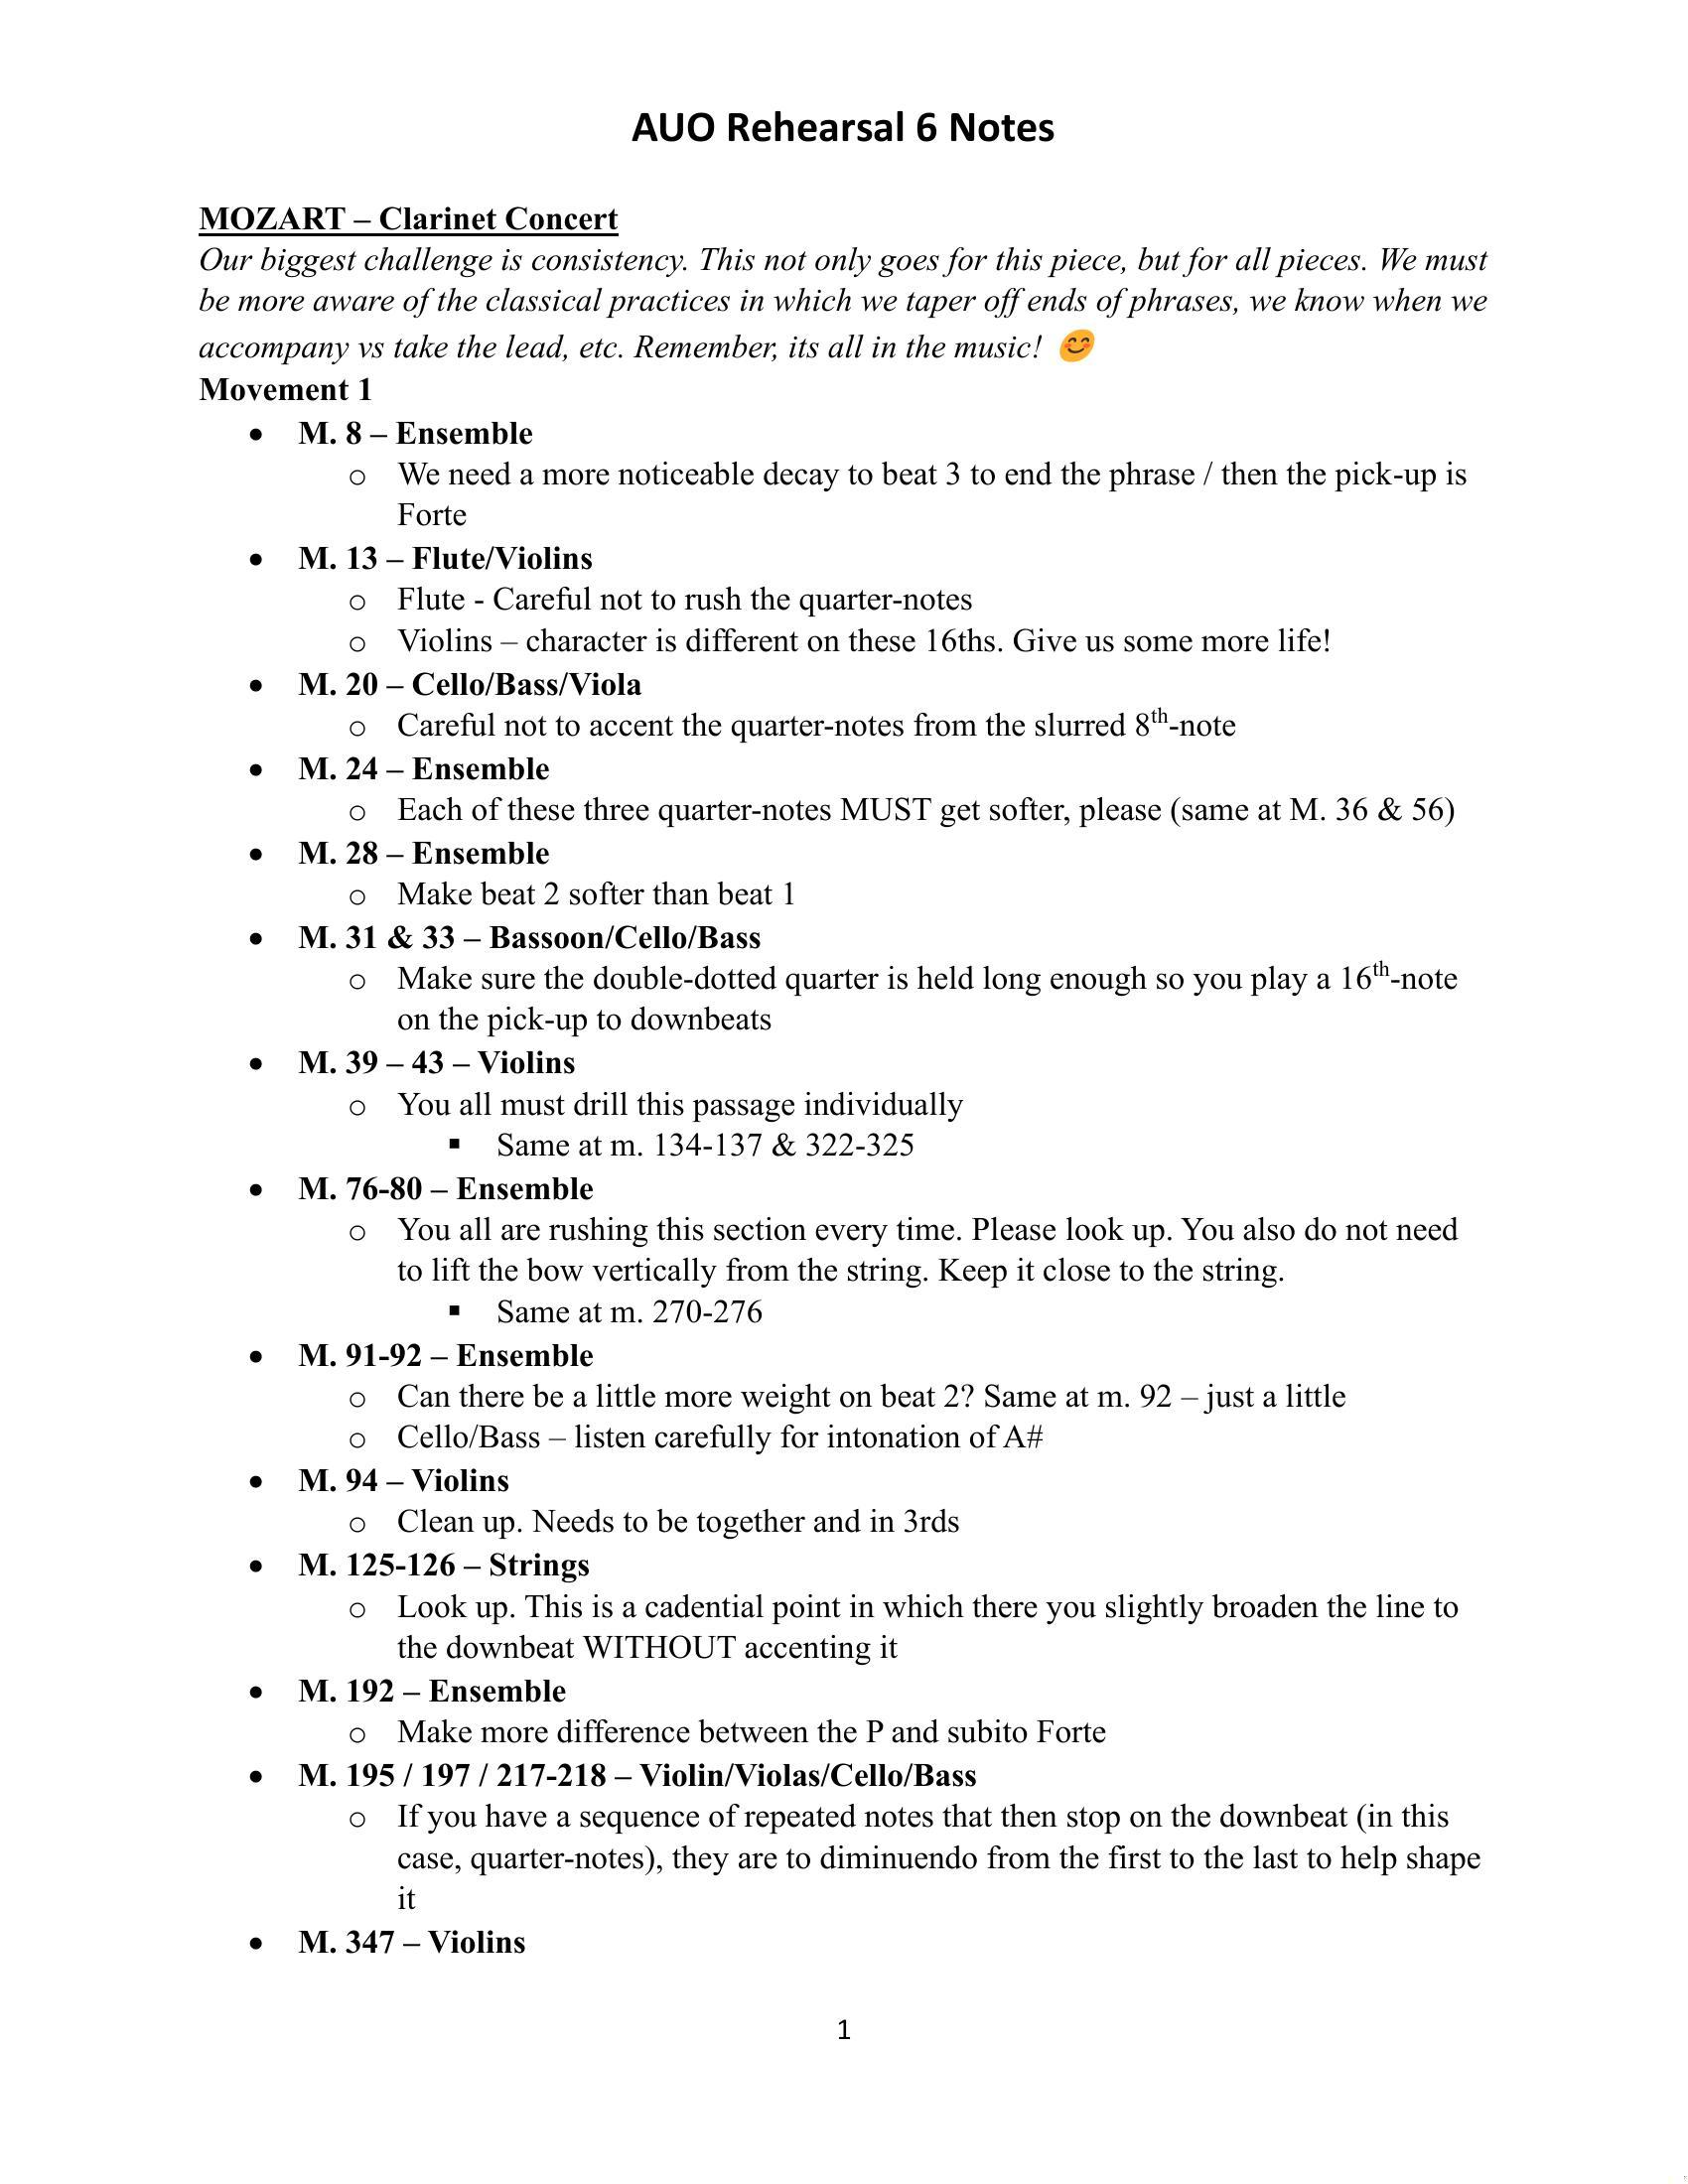 AUO Rehearsal 6 Notes
MOZART – Clarinet Concert
Our biggest challenge is consistency. This not only goes for this piece, but for all pieces. We must
be more aware of the classical practices in which we taper off ends of phrases, we know when we
accompany vs take the lead, etc. Remember, its all in the music! 😊
Movement 1
• M. 8 – Ensemble
o We need a more noticeable decay to beat 3 to end the phrase / then the pick-up is
Forte
• M. 13 – Flute/Violins
o Flute - Careful not to rush the quarter-notes
o Violins – character is different on these 16ths. Give us some more life!
• M. 20 – Cello/Bass/Viola
o Careful not to accent the quarter-notes from the slurred 8th-note
• M. 24 – Ensemble
o Each of these three quarter-notes MUST get softer, please (same at M. 36 & 56)
• M. 28 – Ensemble
o Make beat 2 softer than beat 1
• M. 31 & 33 – Bassoon/Cello/Bass
o Make sure the double-dotted quarter is held long enough so you play a 16th-note
on the pick-up to downbeats
• M. 39 – 43 – Violins
o You all must drill this passage individually
▪ Same at m. 134-137 & 322-325
• M. 76-80 – Ensemble
o You all are rushing this section every time. Please look up. You also do not need
to lift the bow vertically from the string. Keep it close to the string.
▪ Same at m. 270-276
• M. 91-92 – Ensemble
o Can there be a little more weight on beat 2? Same at m. 92 – just a little
o Cello/Bass – listen carefully for intonation of A#
• M. 94 – Violins
o Clean up. Needs to be together and in 3rds
• M. 125-126 – Strings
o Look up. This is a cadential point in which there you slightly broaden the line to
the downbeat WITHOUT accenting it
• M. 192 – Ensemble
o Make more difference between the P and subito Forte
• M. 195 / 197 / 217-218 – Violin/Violas/Cello/Bass
o If you have a sequence of repeated notes that then stop on the downbeat (in this
case, quarter-notes), they are to diminuendo from the first to the last to help shape
it
• M. 347 – Violins
1